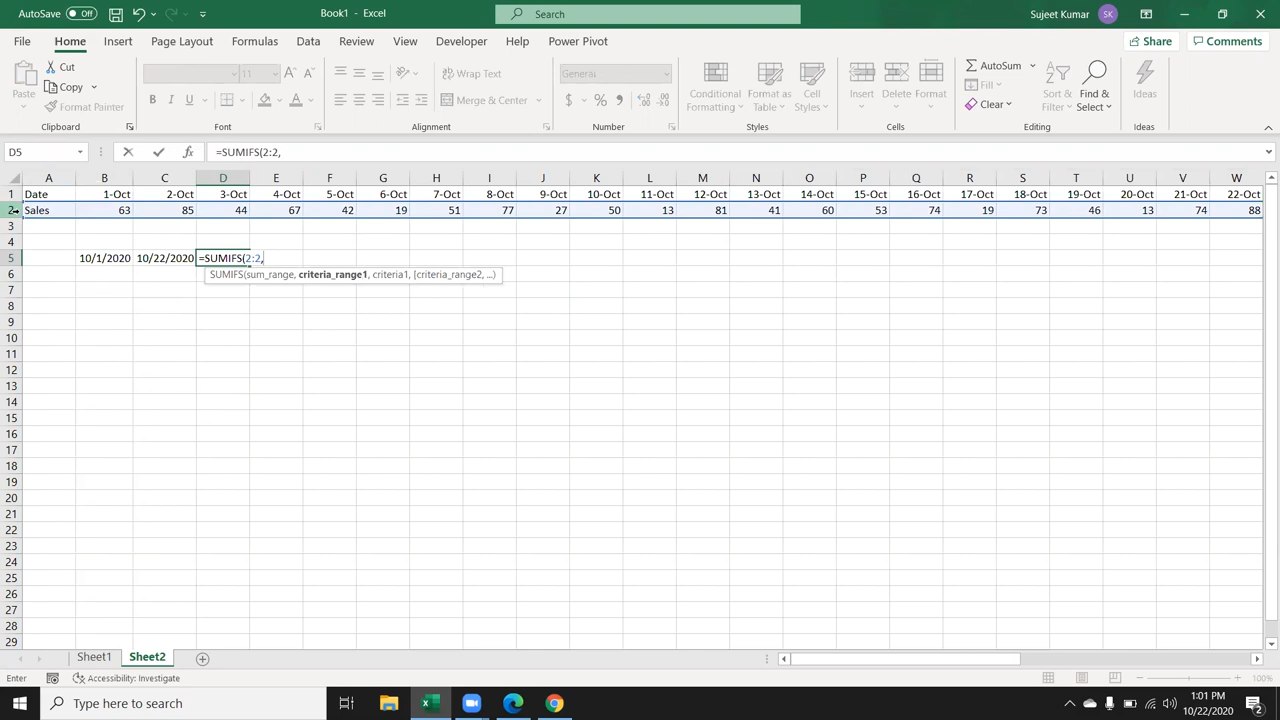 AutoSave Off Book1 - Excel Search Sujeet Kumar SK
File Home Insert Page Layout Formulas Data Review View Developer Help Power Pivot Share Comments
Paste Cut Copy Format Painter
Clipboard
11
B I U
Font
Wrap Text
Merge & Center
Alignment
General
$ % ,
Number
Conditional Formatting Format as Table Cell Styles
Styles
Insert Delete Format
Cells
AutoSum
Fill
Clear
Sort & Filter Find & Select
Editing
Ideas
Ideas
D5 fx =SUMIFS(2:2,
A B C D E F G H I J K L M N O P Q R S T U V W
1 Date 1-Oct 2-Oct 3-Oct 4-Oct 5-Oct 6-Oct 7-Oct 8-Oct 9-Oct 10-Oct 11-Oct 12-Oct 13-Oct 14-Oct 15-Oct 16-Oct 17-Oct 18-Oct 19-Oct 20-Oct 21-Oct 22-Oct
2 Sales 63 85 44 67 42 19 51 77 27 50 13 81 41 60 53 74 19 73 46 13 74 88
3
4
5 10/1/2020 10/22/2020 =SUMIFS(2:2,
6 SUMIFS(sum_range, criteria_range1, criteria1, [criteria_range2, ...)
7
8
9
10
11
12
13
14
15
16
17
18
19
20
21
22
23
24
25
26
27
28
29
Sheet1 Sheet2
Enter Accessibility: Investigate 100%
Type here to search 1:01 PM
10/22/2020